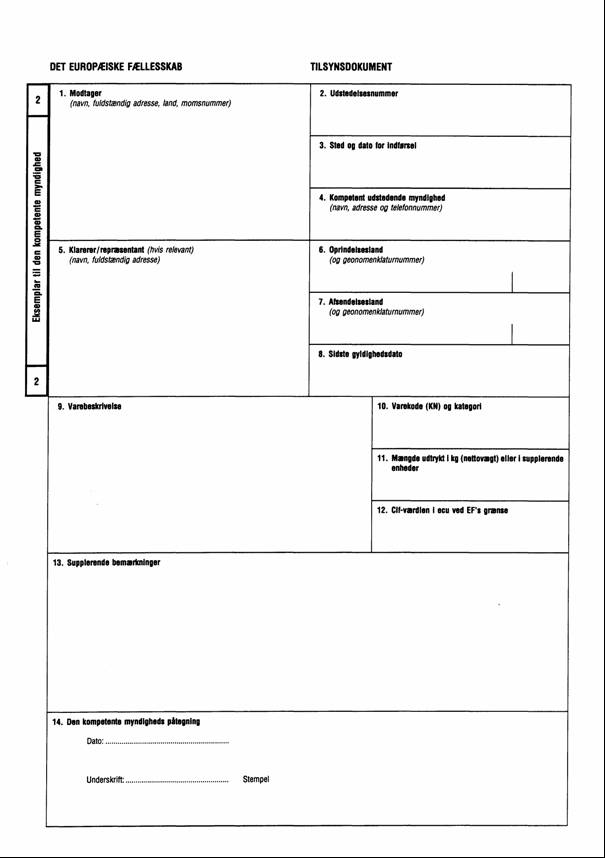 DET EUROPÆISKE FÆLLESSKAB
TILSYNSDOKUMENT
2
Eksemplar til den kompetente myndighed
2
1. Modtager
(navn, fuldstændig adresse, land, momsnummer)
2. Udstedelsesnummer
3. Sted og dato for indførsel
4. Kompetent udstedende myndighed
(navn, adresse og telefonnummer)
5. Klarerer/repræsentant (hvis relevant)
(navn, fuldstændig adresse)
6. Oprindelsesland
(og geonomenklaturnummer)
7. Afsendelsesland
(og geonomenklaturnummer)
8. Sidste gyldighedsdato
9. Varebeskrivelse
10. Varekode (KN) og kategori
11. Mængde udtrykt i kg (nettovægt) eller i supplerende
enheder
12. Cif-værdien i ecu ved EF's grænse
13. Supplerende bemærkninger
14. Den kompetente myndigheds påtegning
Dato: ....................................................
Underskrift: ........................................... Stempel